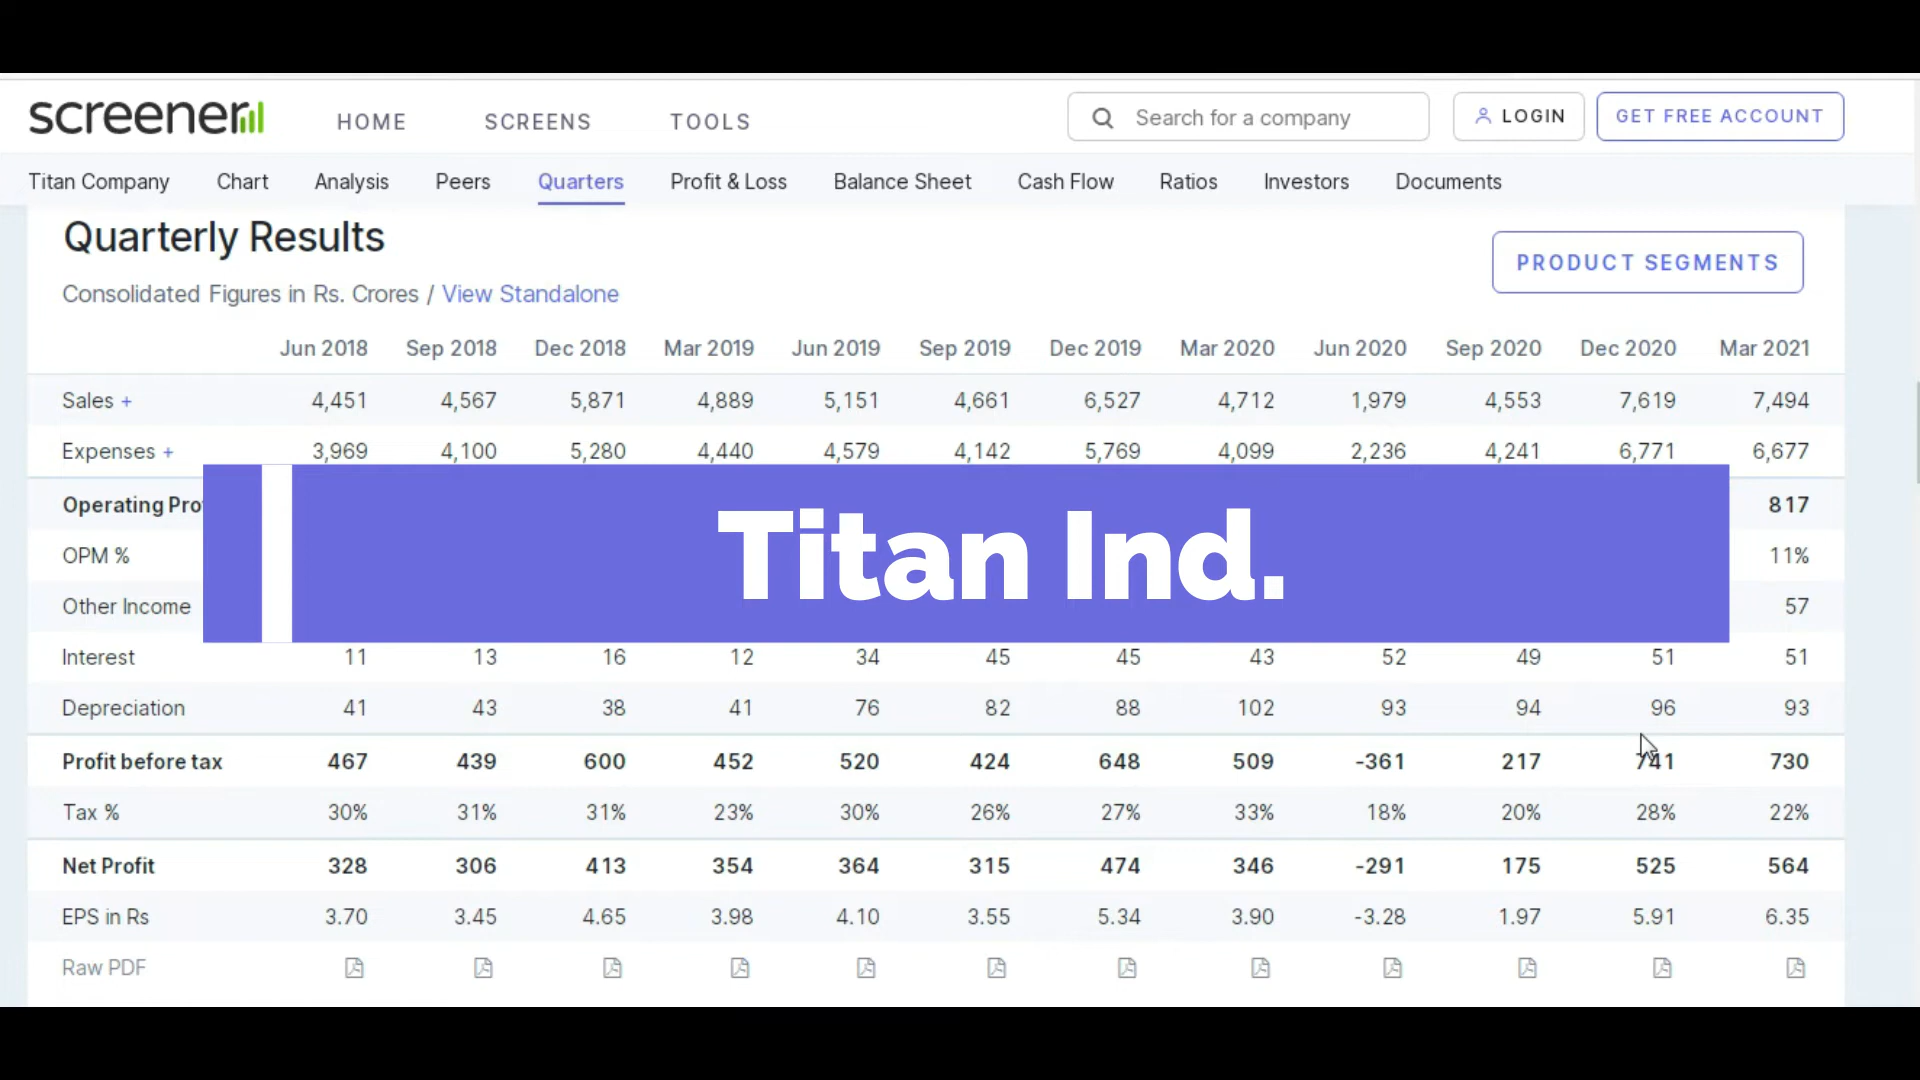 screener HOME SCREENS TOOLS Search for a company LOGIN GET FREE ACCOUNT
Titan Company Chart Analysis Peers Quarters Profit & Loss Balance Sheet Cash Flow Ratios Investors Documents
Quarterly Results
PRODUCT SEGMENTS
Consolidated Figures in Rs. Crores / View Standalone
Jun 2018 Sep 2018 Dec 2018 Mar 2019 Jun 2019 Sep 2019 Dec 2019 Mar 2020 Jun 2020 Sep 2020 Dec 2020 Mar 2021
Sales + 4,451 4,567 5,871 4,889 5,151 4,661 6,527 4,712 1,979 4,553 7,619 7,494
Expenses + 3,969 4,100 5,280 4,440 4,579 4,142 5,769 4,099 2,236 4,241 6,771 6,677
Operating 817
OPM % 11%
Titan Ind.
Other Income 57
Interest 11 13 16 12 34 45 45 43 52 49 51 51
Depreciation 41 43 38 41 76 82 88 102 93 94 96 93
Profit before tax 467 439 600 452 520 424 648 509 -361 217 741 730
Tax % 30% 31% 31% 23% 30% 26% 27% 33% 18% 20% 28% 22%
Net Profit 328 306 413 354 364 315 474 346 -291 175 525 564
EPS in Rs 3.70 3.45 4.65 3.98 4.10 3.55 5.34 3.90 -3.28 1.97 5.91 6.35
Raw PDF